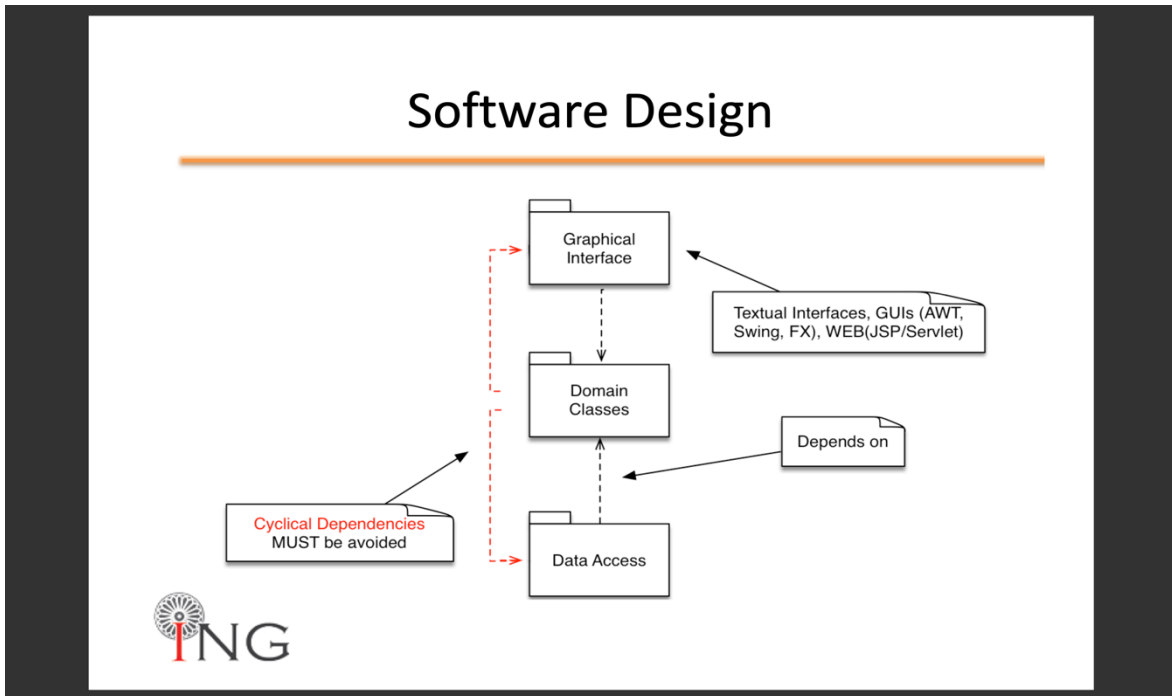 Software Design
Graphical
Interface
Textual Interfaces, GUIs (AWT,
Swing, FX), WEB(JSP/Servlet)
Domain
Classes
Depends on
Cyclical Dependencies
MUST be avoided
Data Access
ING